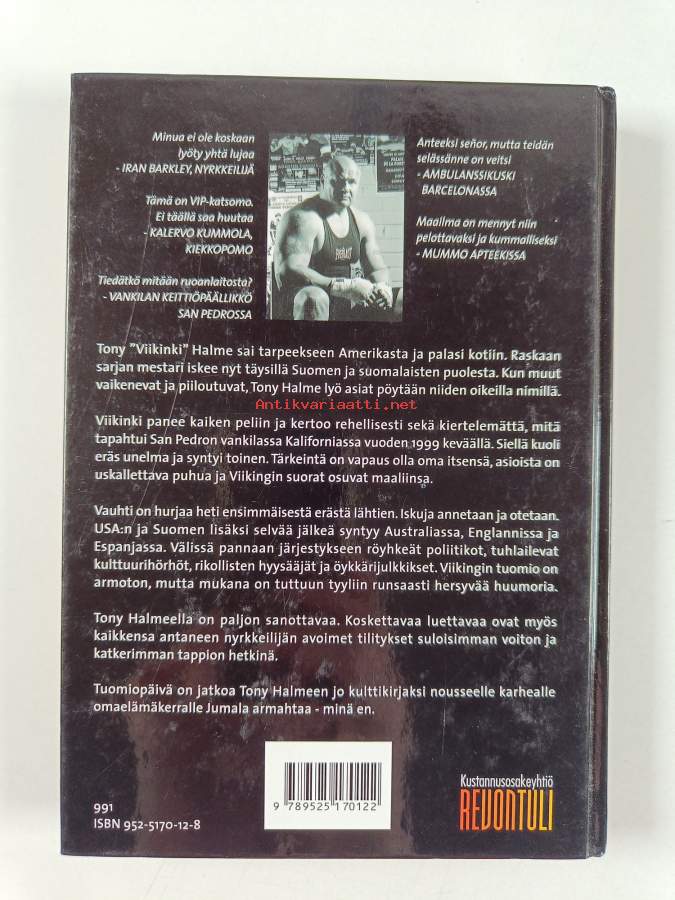 Minua ei ole koskaan
lyöty yhtä lujaa
- IRAN BARKLEY, NYRKKEILIJÄ
Tämä on VIP-katsomo.
Ei täällä saa huutaa
- KALERVO KUMMOLA,
KIEKKOPOMO
Tiedätkö mitään ruoanlaitosta?
- VANKILAN KEITTIÖPÄÄLLIKKÖ
SAN PEDROSSA
Anteeksi señor, mutta teidän
selässänne on veitsi
- AMBULANSSIKUSKI
BARCELONASSA
Maailma on mennyt niin
pelottavaksi ja kummalliseksi
- MUMMO APTEEKISSA
Tony "Viikinki" Halme sai tarpeekseen Amerikasta ja palasi kotiin. Raskaan
sarjan mestari iskee nyt täysillä Suomen ja suomalaisten puolesta. Kun muut
vaikenevat ja piiloutuvat, Tony Halme lyö asiat pöytään niiden oikeilla nimillä.
Antikvariaatti.net
Viikinki panee kaiken peliin ja kertoo rehellisesti sekä kiertelemättä, mitä
tapahtui San Pedron vankilassa Kaliforniassa vuoden 1999 keväällä. Siellä kuoli
eräs unelma ja syntyi toinen. Tärkeintä on vapaus olla oma itsensä, asioista on
uskallettava puhua ja Viikingin suorat osuvat maaliinsa.
Vauhti on hurjaa heti ensimmäisestä erästä lähtien. Iskuja annetaan ja otetaan.
USA:n ja Suomen lisäksi selvää jälkeä syntyy Australiassa, Englannissa ja
Espanjassa. Välissä pannaan järjestykseen röyhkeät poliitikot, tuhlailevat
kulttuurihörhöt, rikollisten hyysääjät ja öykkärijulkkikset. Viikingin tuomio on
armoton, mutta mukana on tuttuun tyyliin runsaasti hersyvää huumoria.
Tony Halmeella on paljon sanottavaa. Koskettavaa luettavaa ovat myös
kaikkensa antaneen nyrkkeilijän avoimet tilitykset suloisimman voiton ja
katkerimman tappion hetkinä.
Tuomiopäivä on jatkoa Tony Halmeen jo kulttikirjaksi nousseelle karhealle
omaelämäkerralle Jumala armahtaa - minä en.
991
ISBN 952-5170-12-8
9 789525 170122
Kustannusosakeyhtiö
REVONTULI